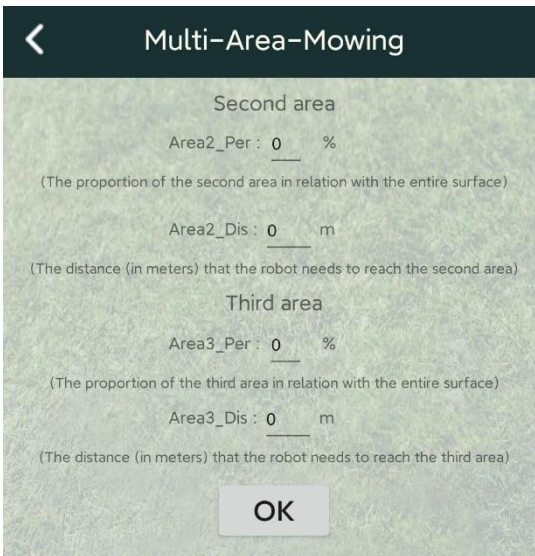 Multi-Area-Mowing
Second area
Area2_Per : 0 %
(The proportion of the second area in relation with the entire surface)
Area2_Dis : 0 m
(The distance (in meters) that the robot needs to reach the second area)
Third area
Area3_Per : 0 %
(The proportion of the third area in relation with the entire surface)
Area3_Dis : 0 m
(The distance (in meters) that the robot needs to reach the third area)
OK